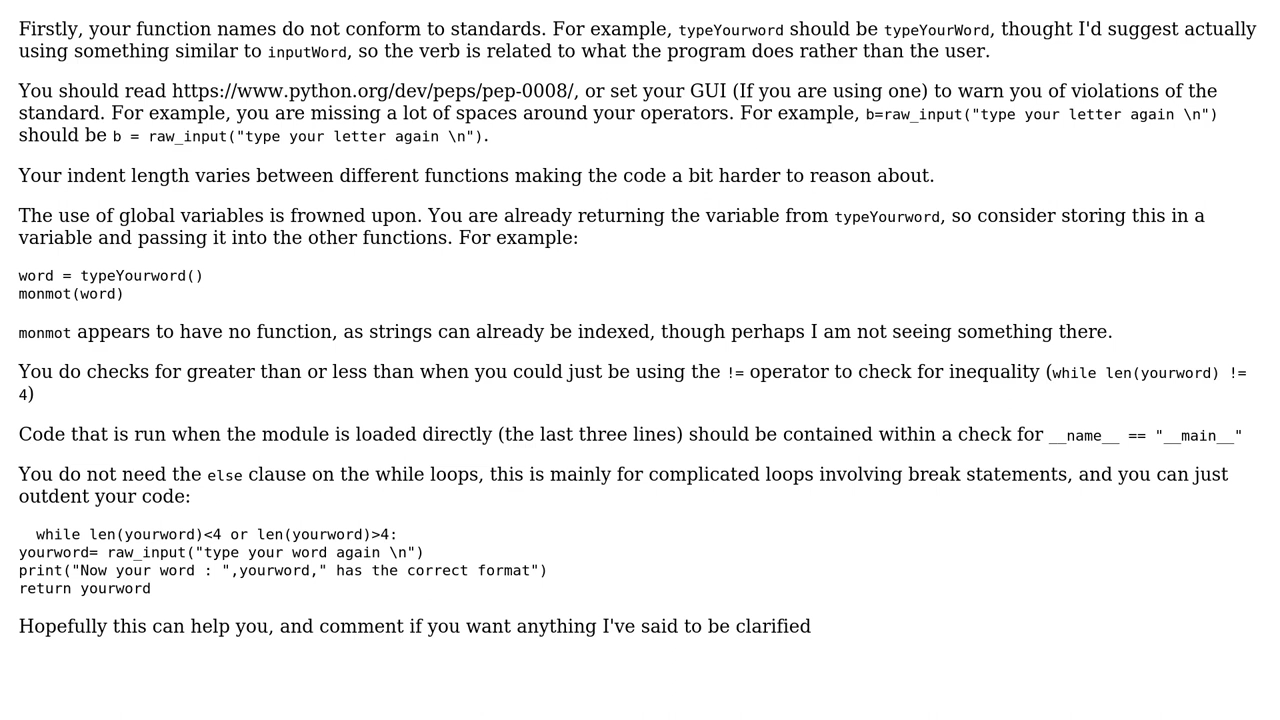 Firstly, your function names do not conform to standards. For example, typeYourword should be typeYourWord, thought I'd suggest actually
using something similar to inputWord, so the verb is related to what the program does rather than the user.
You should read https://www.python.org/dev/peps/pep-0008/, or set your GUI (If you are using one) to warn you of violations of the
standard. For example, you are missing a lot of spaces around your operators. For example, b=raw_input("type your letter again \n")
should be b = raw_input("type your letter again \n").
Your indent length varies between different functions making the code a bit harder to reason about.
The use of global variables is frowned upon. You are already returning the variable from typeYourword, so consider storing this in a
variable and passing it into the other functions. For example:
word = typeYourword()
monmot(word)
monmot appears to have no function, as strings can already be indexed, though perhaps I am not seeing something there.
You do checks for greater than or less than when you could just be using the != operator to check for inequality (while len(yourword) !=
4)
Code that is run when the module is loaded directly (the last three lines) should be contained within a check for __name__ == "__main__"
You do not need the else clause on the while loops, this is mainly for complicated loops involving break statements, and you can just
outdent your code:
  while len(yourword)<4 or len(yourword)>4:
yourword= raw_input("type your word again \n")
print("Now your word : ",yourword," has the correct format")
return yourword
Hopefully this can help you, and comment if you want anything I've said to be clarified